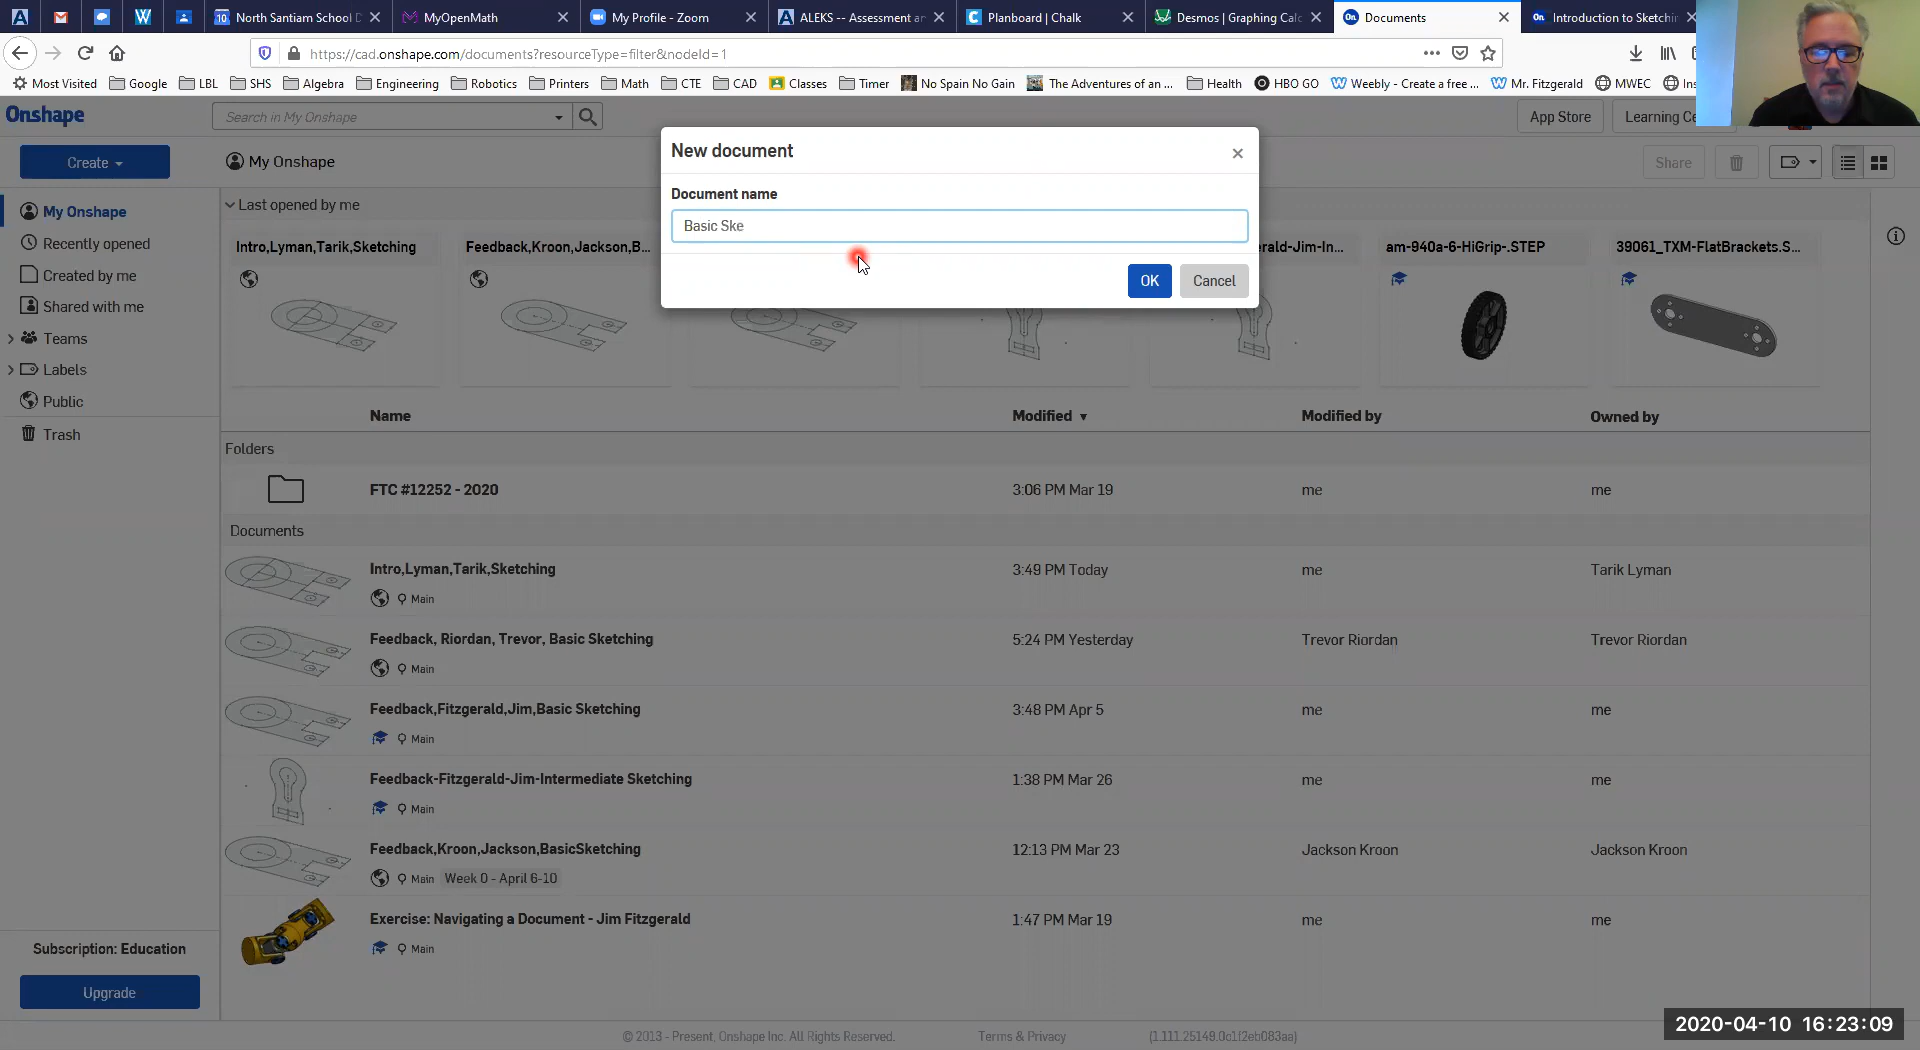 North Santiam School D
MyOpenMath
My Profile - Zoom
ALEKS -- Assessment a
Planboard | Chalk
Desmos | Graphing Calc
Documents
Introduction to Sketchin
https://cad.onshape.com/documents?resourceType=filter&nodeId=1
Most Visited
Google
LBL
SHS
Algebra
Engineering
Robotics
Printers
Math
CTE
CAD
Classes
Timer
No Spain No Gain
The Adventures of an ...
Health
HBO GO
Weebly - Create a free ...
Mr. Fitzgerald
MWEC
Ins
Onshape
Search in My Onshape
App Store
Learning Ce
Create
My Onshape
Share
New document
Document name
Basic Ske
OK
Cancel
My Onshape
Recently opened
Created by me
Shared with me
Teams
Labels
Public
Trash
Last opened by me
Intro,Lyman,Tarik,Sketching
Feedback,Kroon,Jackson,B...
erald-Jim-In...
am-940a-6-HiGrip-.STEP
39061_TXM-FlatBrackets.S...
Name
Modified
Modified by
Owned by
Folders
FTC #12252 - 2020
3:06 PM Mar 19
me
me
Documents
Intro,Lyman,Tarik,Sketching
Main
3:49 PM Today
me
Tarik Lyman
Feedback, Riordan, Trevor, Basic Sketching
Main
5:24 PM Yesterday
Trevor Riordan
Trevor Riordan
Feedback,Fitzgerald,Jim,Basic Sketching
Main
3:48 PM Apr 5
me
me
Feedback-Fitzgerald-Jim-Intermediate Sketching
Main
1:38 PM Mar 26
me
me
Feedback,Kroon,Jackson,BasicSketching
Main Week 0 - April 6-10
12:13 PM Mar 23
Jackson Kroon
Jackson Kroon
Exercise: Navigating a Document - Jim Fitzgerald
Main
1:47 PM Mar 19
me
me
Subscription: Education
Upgrade
© 2013 - Present, Onshape Inc. All Rights Reserved.
Terms & Privacy
(1.111.25149.0c1f2eb083aa)
2020-04-10 16:23:09